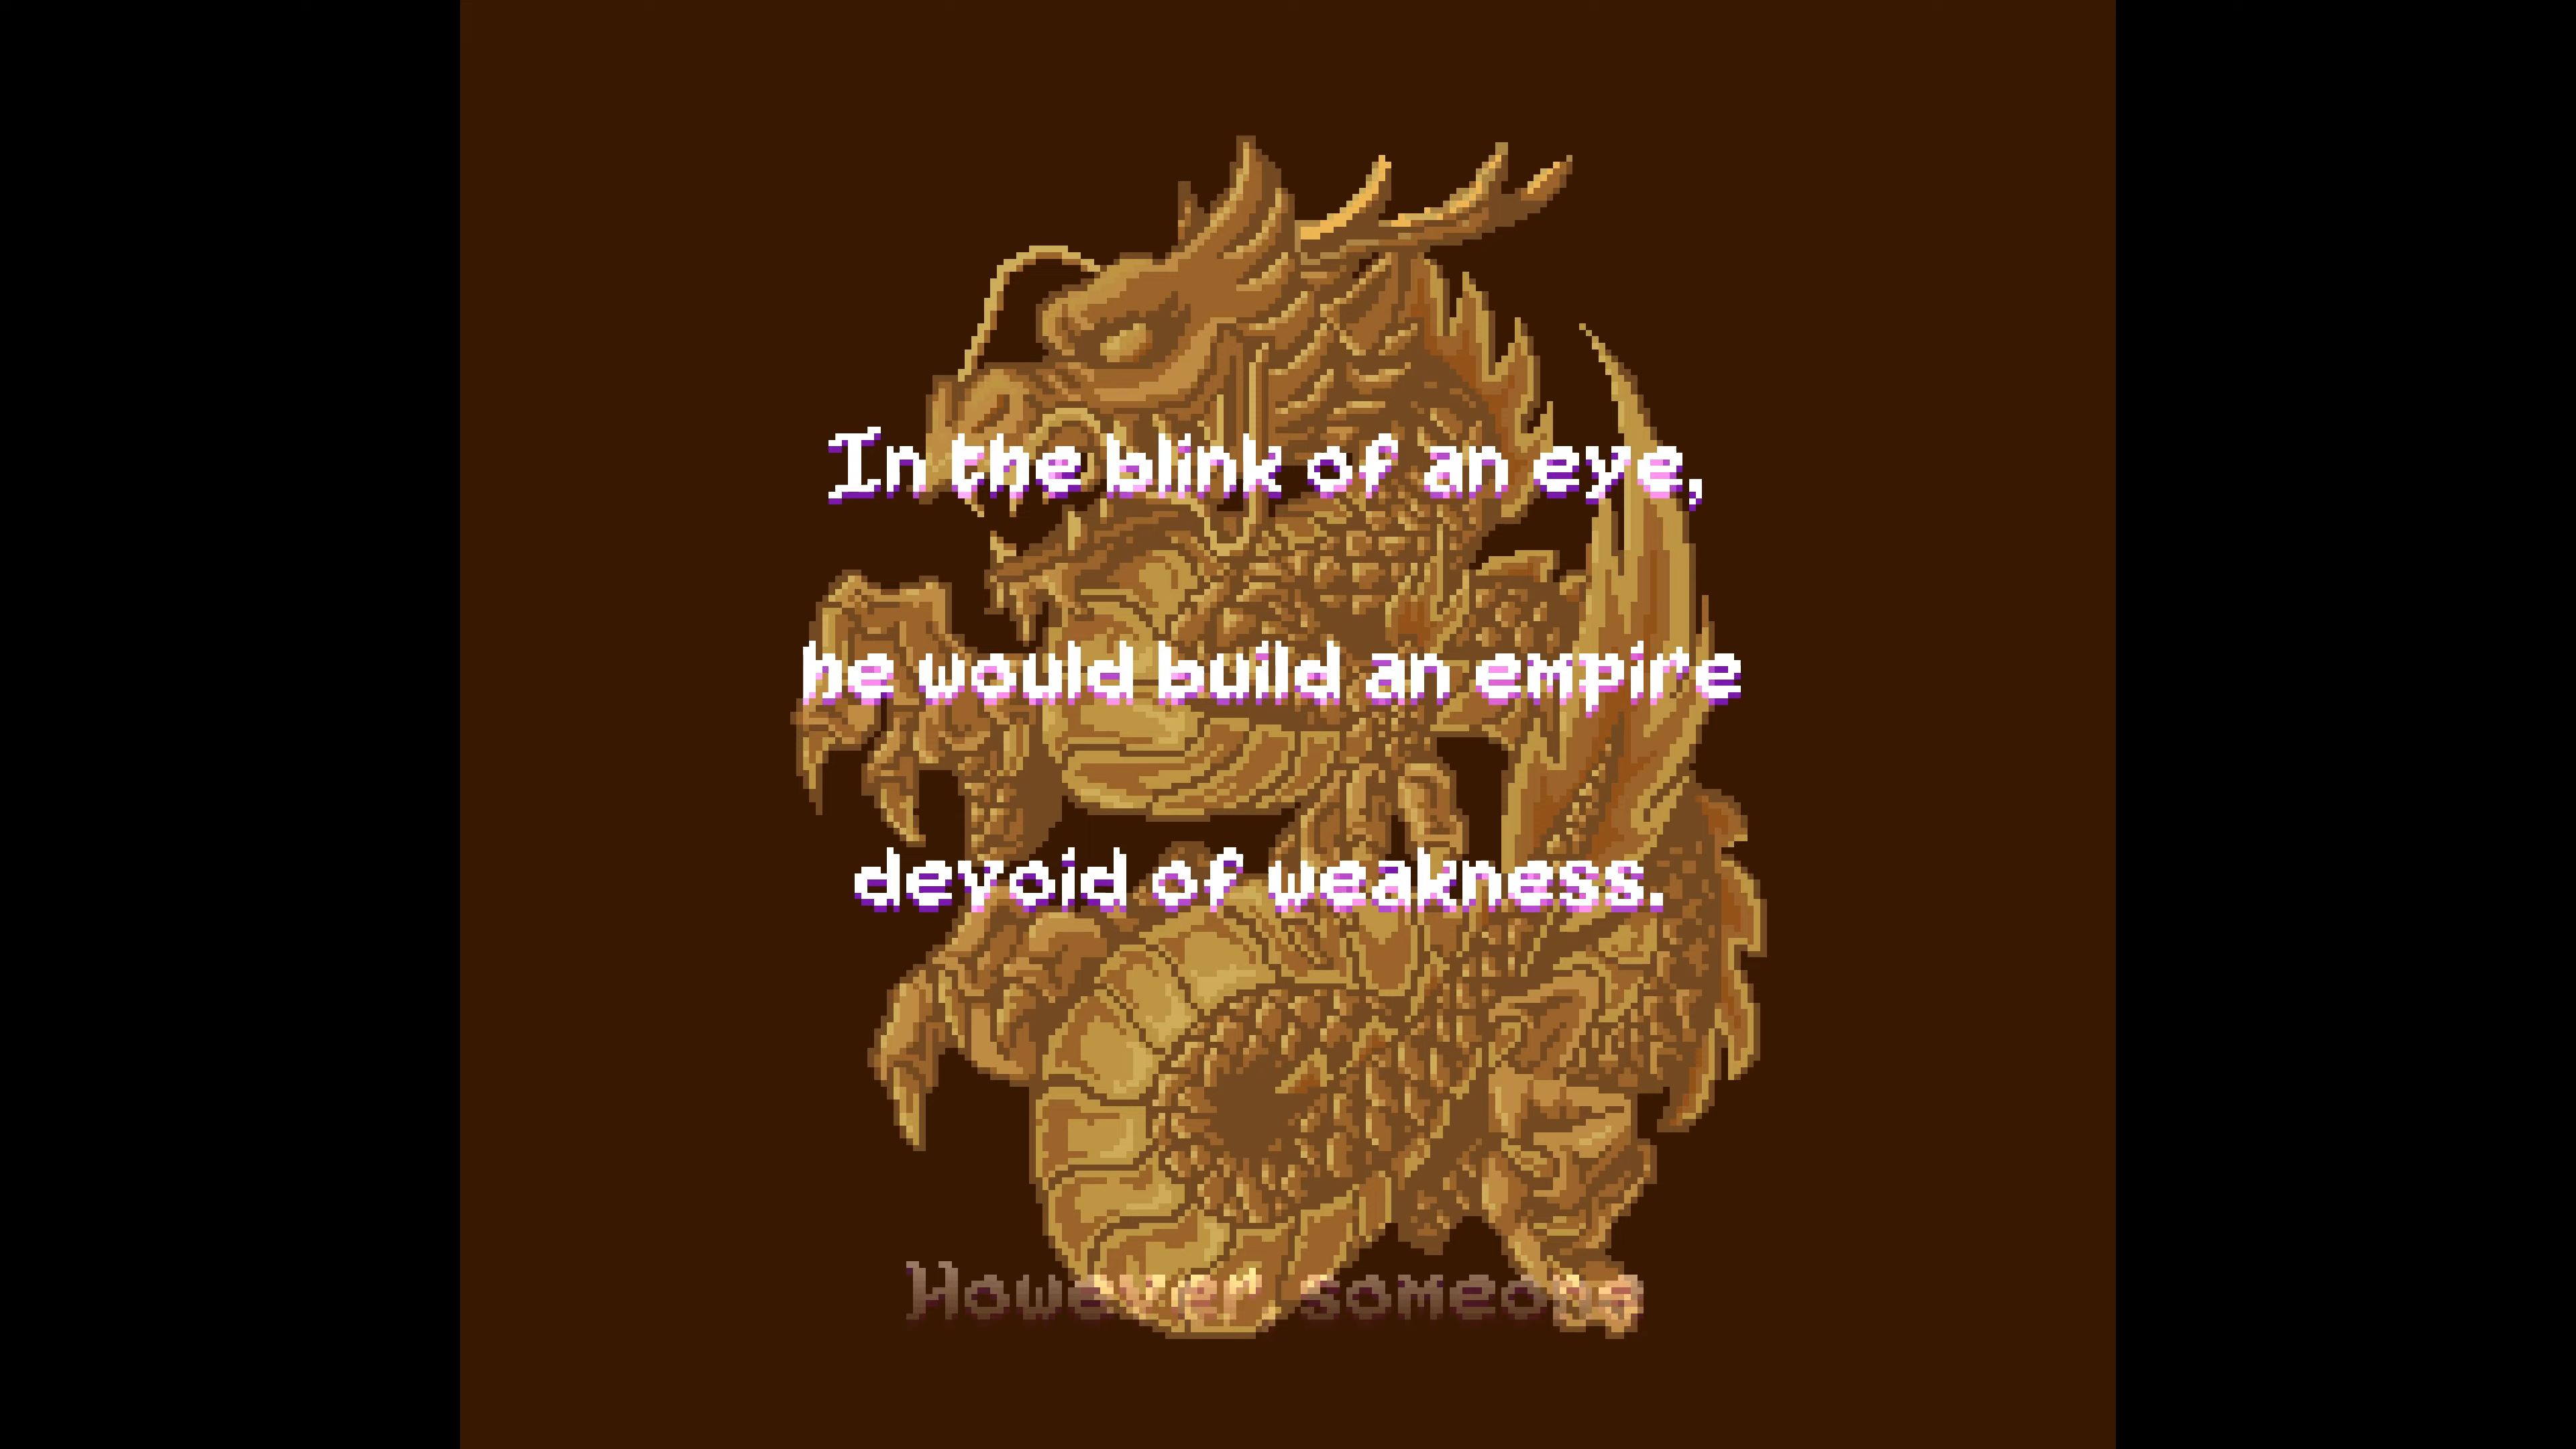 In the blink of an eye,
he would build an empire
devoid of weakness.
However someone